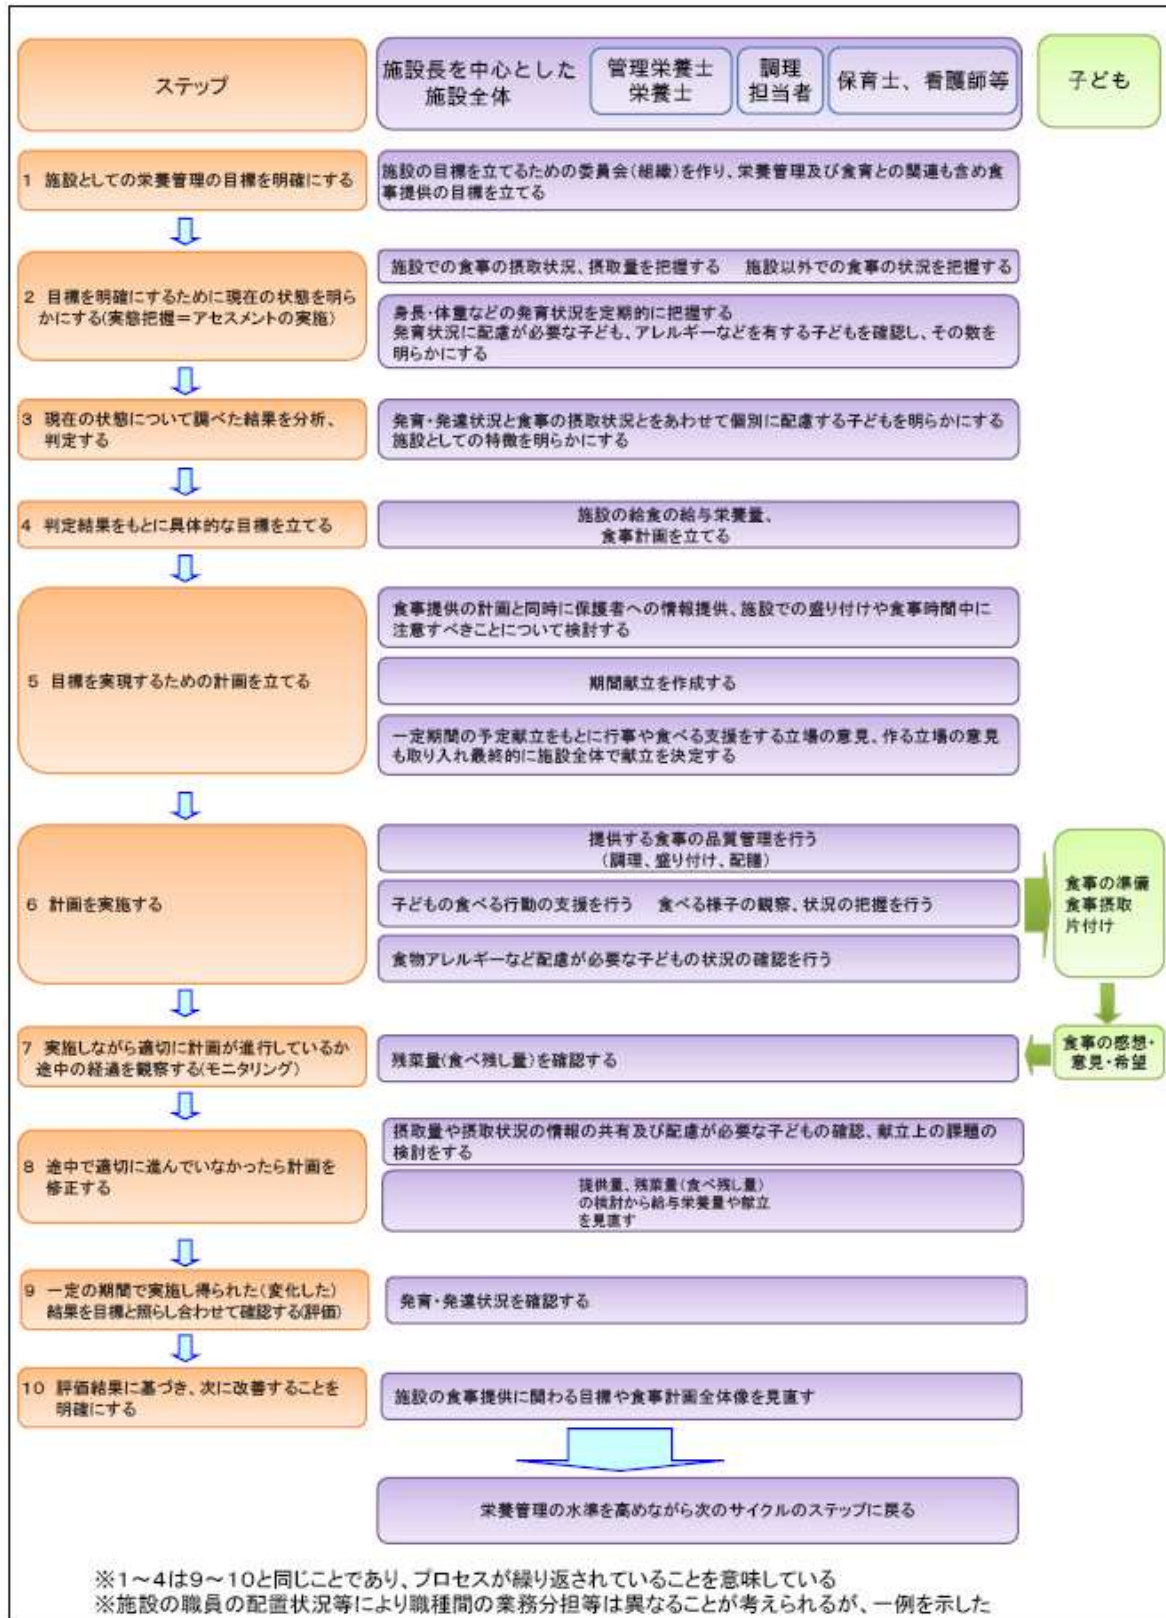 ステップ
施設長を中心とした
施設全体
管理栄養士
栄養士
調理
担当者
保育士、看護師等
子ども
1 施設としての栄養管理の目標を明確にする
施設の目標を立てるための委員会(組織)を作り、栄養管理及び食育との関連も含め食
事提供の目標を立てる
2 目標を明確にするために現在の状態を明ら
かにする(実態把握=アセスメントの実施)
施設での食事の摂取状況、摂取量を把握する 施設以外での食事の状況を把握する
身長・体重などの発育状況を定期的に把握する
発育状況に配慮が必要な子ども、アレルギーなどを有する子どもを確認し、その数を
明らかにする
3 現在の状態について調べた結果を分析、
判定する
発育・発達状況と食事の摂取状況とをあわせて個別に配慮する子どもを明らかにする
施設としての特徴を明らかにする
4 判定結果をもとに具体的な目標を立てる
施設の給食の給与栄養量、
食事計画を立てる
5 目標を実現するための計画を立てる
食事提供の計画と同時に保護者への情報提供、施設での盛り付けや食事時間中に
注意すべきことについて検討する
期間献立を作成する
一定期間の予定献立をもとに行事や食べる支援をする立場の意見、作る立場の意見
も取り入れ最終的に施設全体で献立を決定する
6 計画を実施する
提供する食事の品質管理を行う
(調理、盛り付け、配膳)
子どもの食べる行動の支援を行う 食べる様子の観察、状況の把握を行う
食物アレルギーなど配慮が必要な子どもの状況の確認を行う
食事の準備
食事摂取
片付け
7 実施しながら適切に計画が進行しているか
途中の経過を観察する(モニタリング)
残菜量(食べ残し量)を確認する
食事の感想・
意見・希望
8 途中で適切に進んでいなかったら計画を
修正する
摂取量や摂取状況の情報の共有及び配慮が必要な子どもの確認、献立上の課題の
検討をする
提供量、残菜量(食べ残し量)
の検討から給与栄養量や献立
を見直す
9 一定の期間で実施し得られた(変化した)
結果を目標と照らし合わせて確認する(評価)
発育・発達状況を確認する
10 評価結果に基づき、次に改善することを
明確にする
施設の食事提供に関わる目標や食事計画全体像を見直す
栄養管理の水準を高めながら次のサイクルのステップに戻る
※1~4は9~10と同じことであり、プロセスが繰り返されていることを意味している
※施設の職員の配置状況等により職種間の業務分担等は異なることが考えられるが、一例を示した